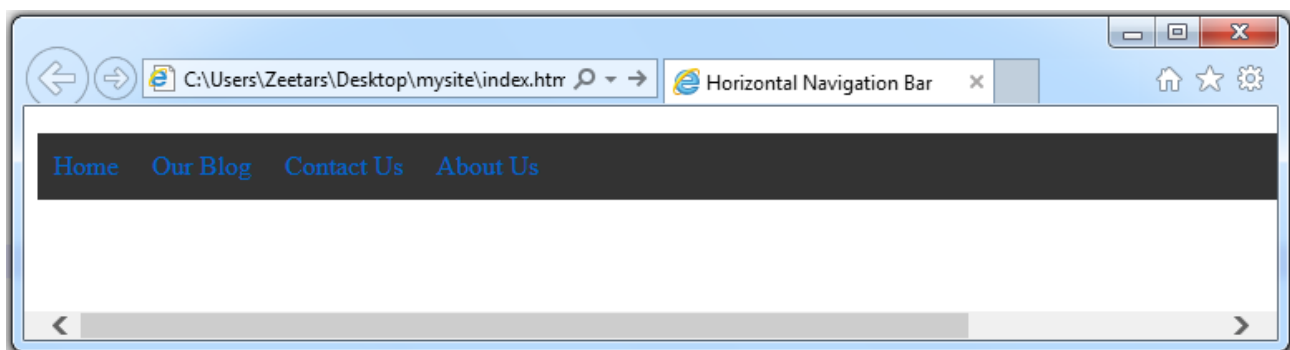 C:\Users\Zeetars\Desktop\mysite\index.htm
Horizontal Navigation Bar
Home Our Blog Contact Us About Us